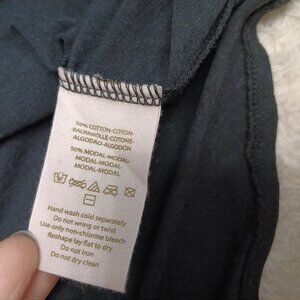 50% COTTON-COTON-
BAUMWOLLE-COTONE-
ALGODAO-ALGODÓN
50% MODAL-MODAL-
MODAL-MODAL-
MODAL-MODAL
Hand wash cold separately
Do not wring or twist
Use only non-chlorine bleach
Reshape lay flat to dry
Do not iron
Do not dry clean